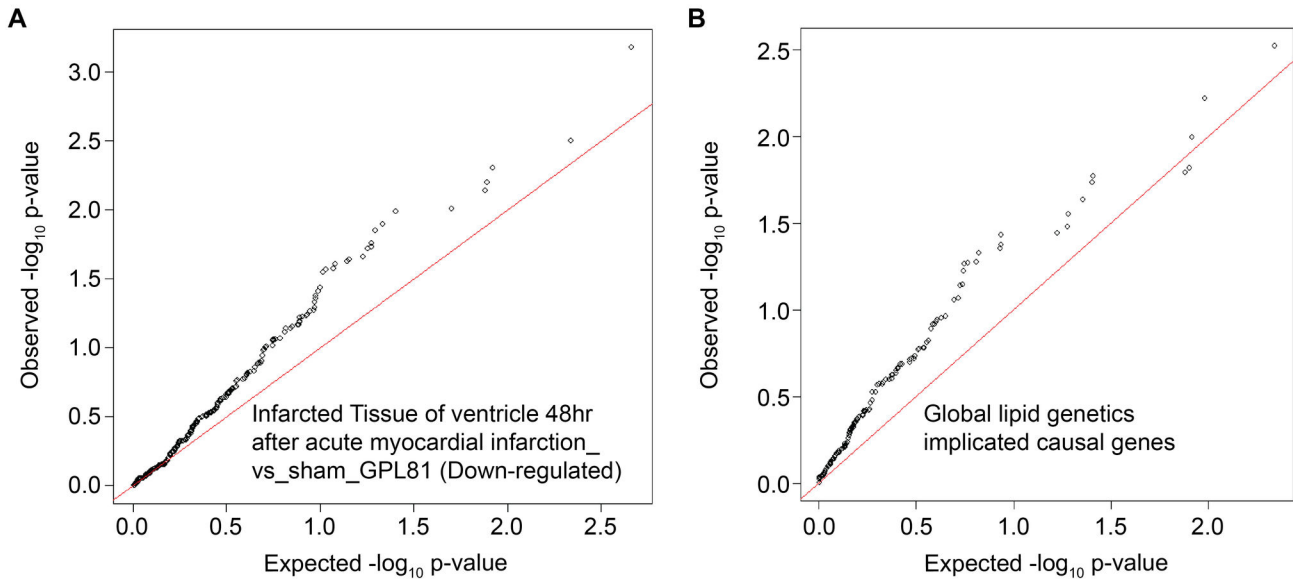 A
Observed -log10 p-value
3.0
2.5
2.0
1.5
1.0
0.5
0.0
Infarcted Tissue of ventricle 48hr
after acute myocardial infarction_
vs_sham_GPL81 (Down-regulated)
0.0 0.5 1.0 1.5 2.0 2.5
Expected -log10 p-value
B
Observed -log10 p-value
2.5
2.0
1.5
1.0
0.5
0.0
Global lipid genetics
implicated causal genes
0.0 0.5 1.0 1.5 2.0
Expected -log10 p-value